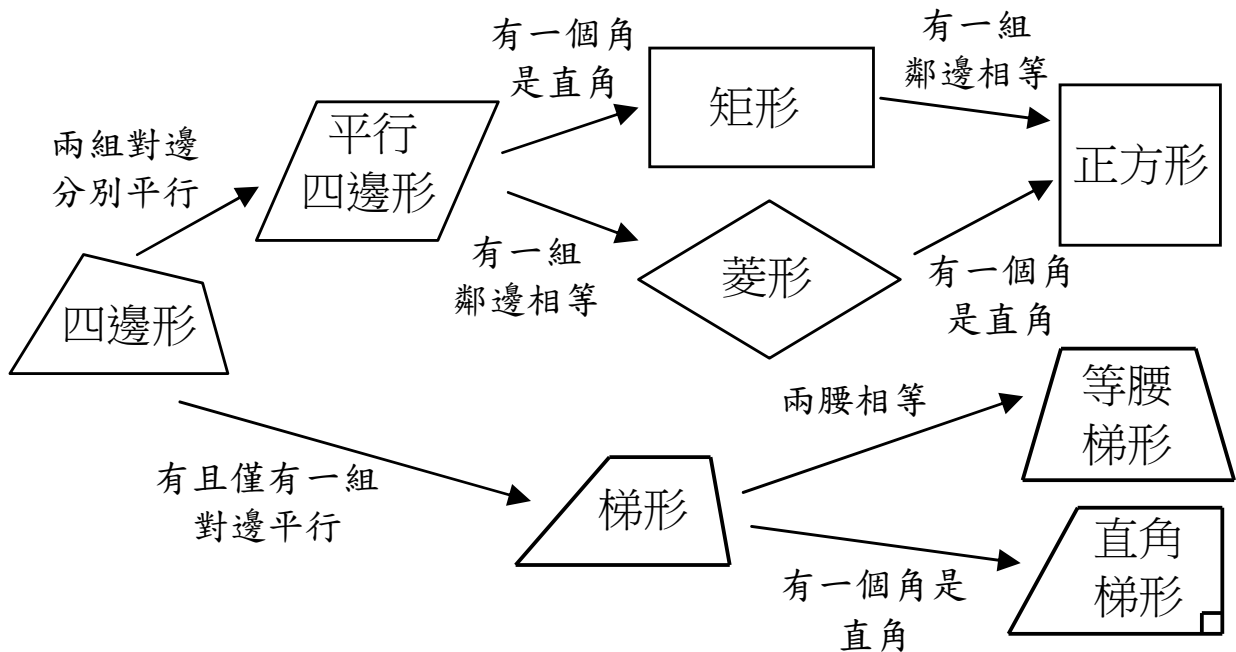 有一個角
是直角
矩形
有一組
鄰邊相等
兩組對邊
分別平行
平行
四邊形
正方形
有一組
鄰邊相等
菱形
有一個角
是直角
四邊形
兩腰相等
等腰
梯形
有且僅有一組
對邊平行
梯形
直角
梯形
有一個角是
直角